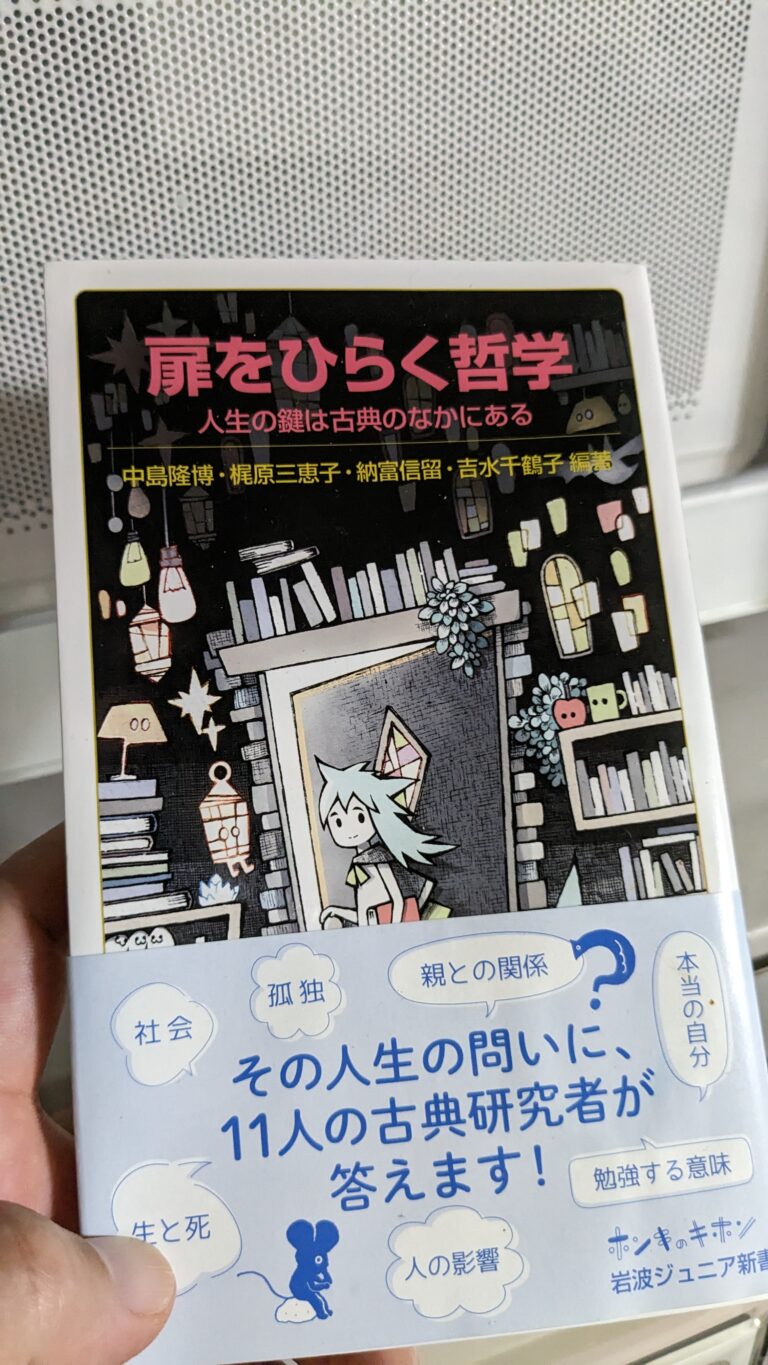 扉をひらく哲学
人生の鍵は古典のなかにある
中島隆博・梶原三恵子・納富信留・吉水千鶴子 編著
社会
孤独
親との関係
本当の自分
?
その人生の問いに、
11人の古典研究者が
答えます!
勉強する意味
生と死
人の影響
ホンキのキホン
岩波ジュニア新書